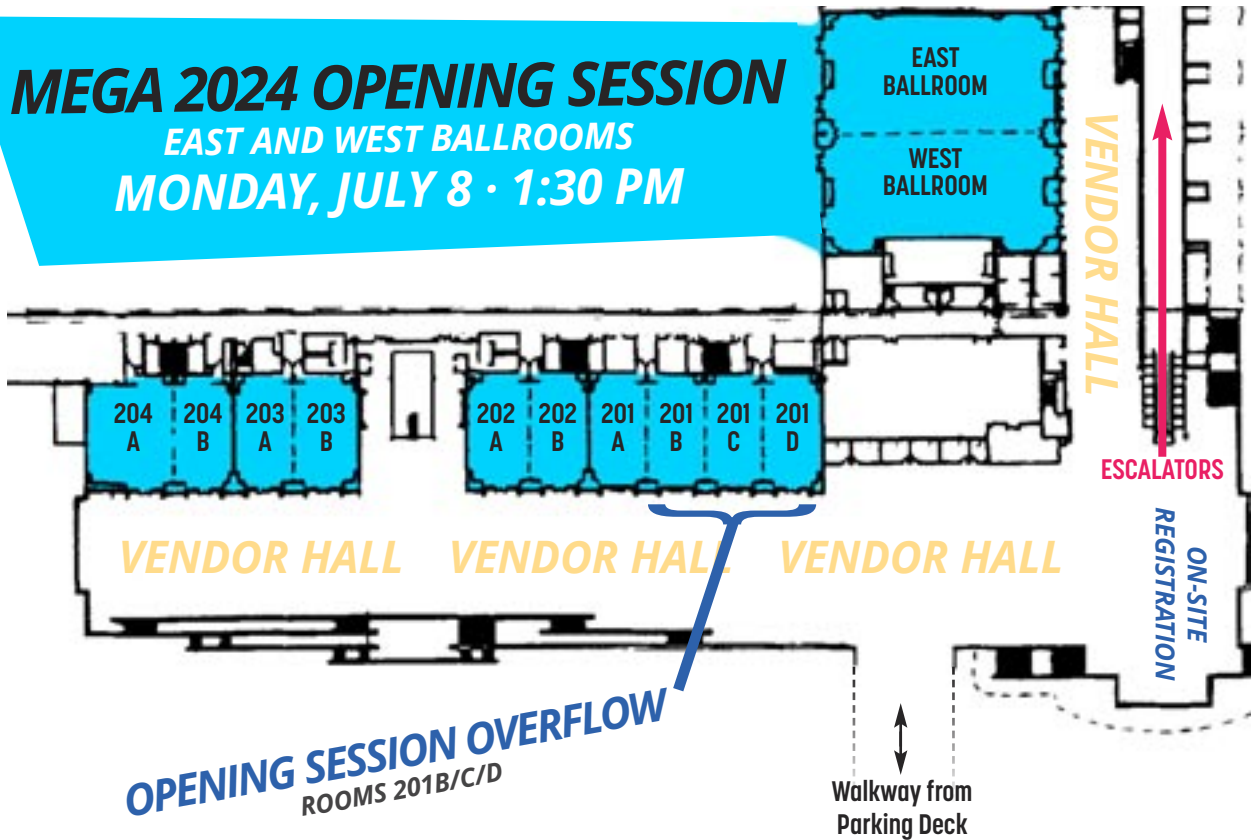 MEGA 2024 OPENING SESSION
EAST AND WEST BALLROOMS
MONDAY, JULY 8 · 1:30 PM
EAST
BALLROOM
WEST
BALLROOM
VENDOR HALL
204
A
204
B
203
A
203
B
202
A
202
B
201
A
201
B
201
C
201
D
ESCALATORS
VENDOR HALL
VENDOR HALL
VENDOR HALL
ON-SITE
REGISTRATION
OPENING SESSION OVERFLOW
ROOMS 201B/C/D
Walkway from
Parking Deck